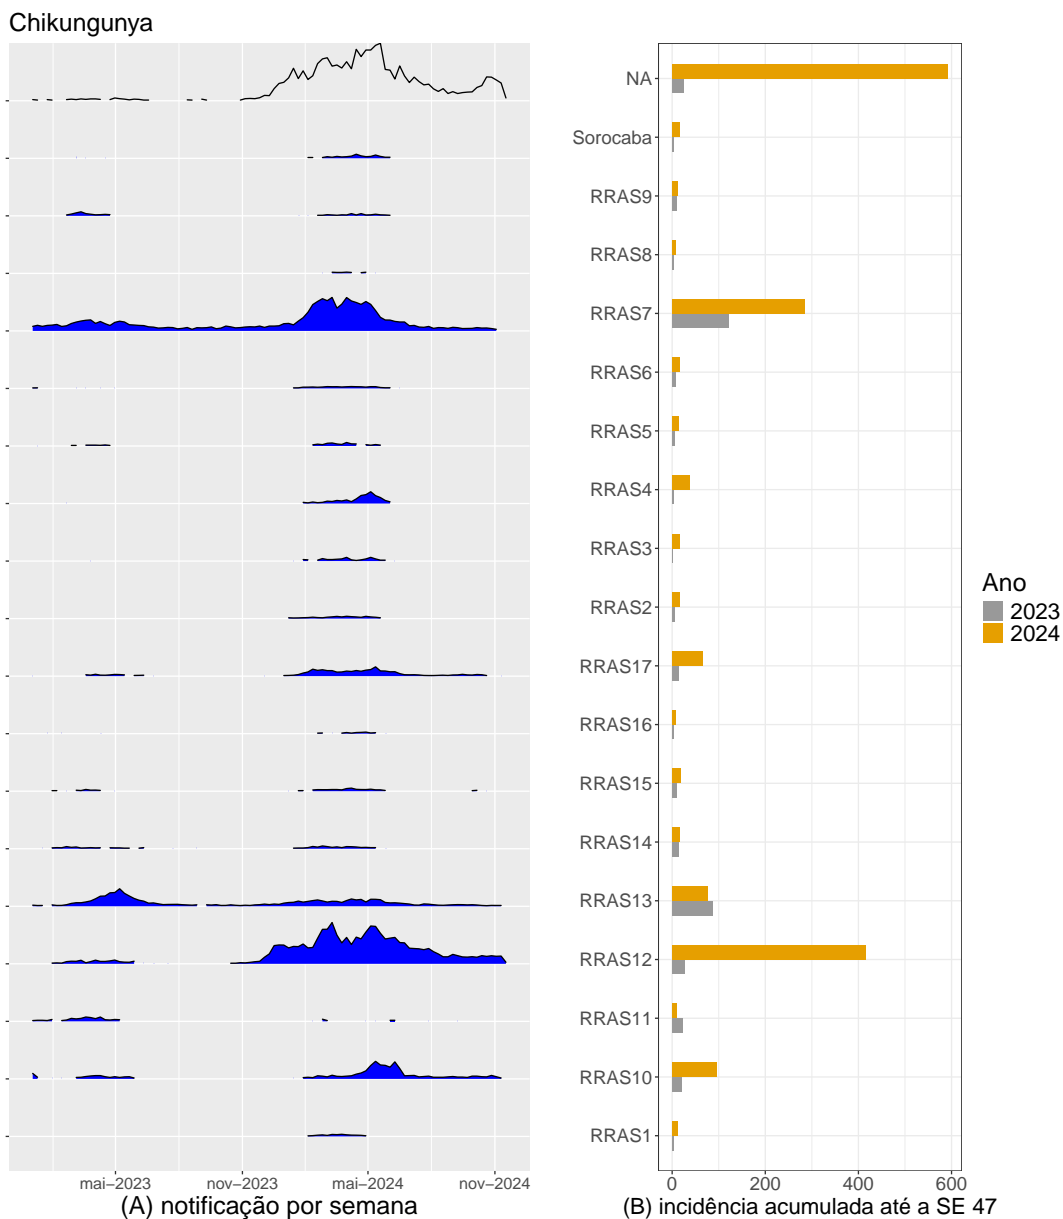 Chikungunya
NA
Sorocaba
RRAS9
RRAS8
RRAS7
RRAS6
RRAS5
RRAS4
RRAS3
RRAS2
RRAS17
RRAS16
RRAS15
RRAS14
RRAS13
RRAS12
RRAS11
RRAS10
RRAS1
Ano
2023
2024
mai–2023 nov–2023 mai–2024 nov–2024
0 200 400 600
(A) notificação por semana
(B) incidência acumulada até a SE 47